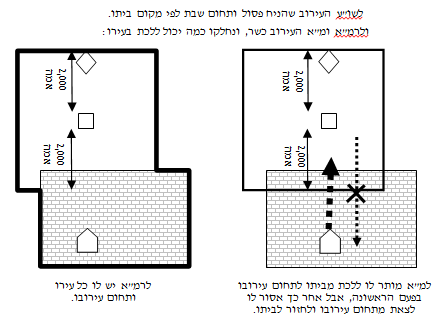 לשו״ע העירוב שהניח פסול ותחום שבת לפי מקום ביתו.
ולרמ״א ומ״א העירוב כשר, ונחלקו כמה יכול ללכת בעירו:
2,000
אמה
2,000
אמה
2,000
אמה
2,000
אמה
למ״א מותר לו ללכת מביתו לתחום עירובו
בפעם הראשונה, אבל אחר כך אסור לו
לצאת מתחום עירובו ולחזור לביתו.
לרמ״א יש לו כל עירו
ותחום עירובו.